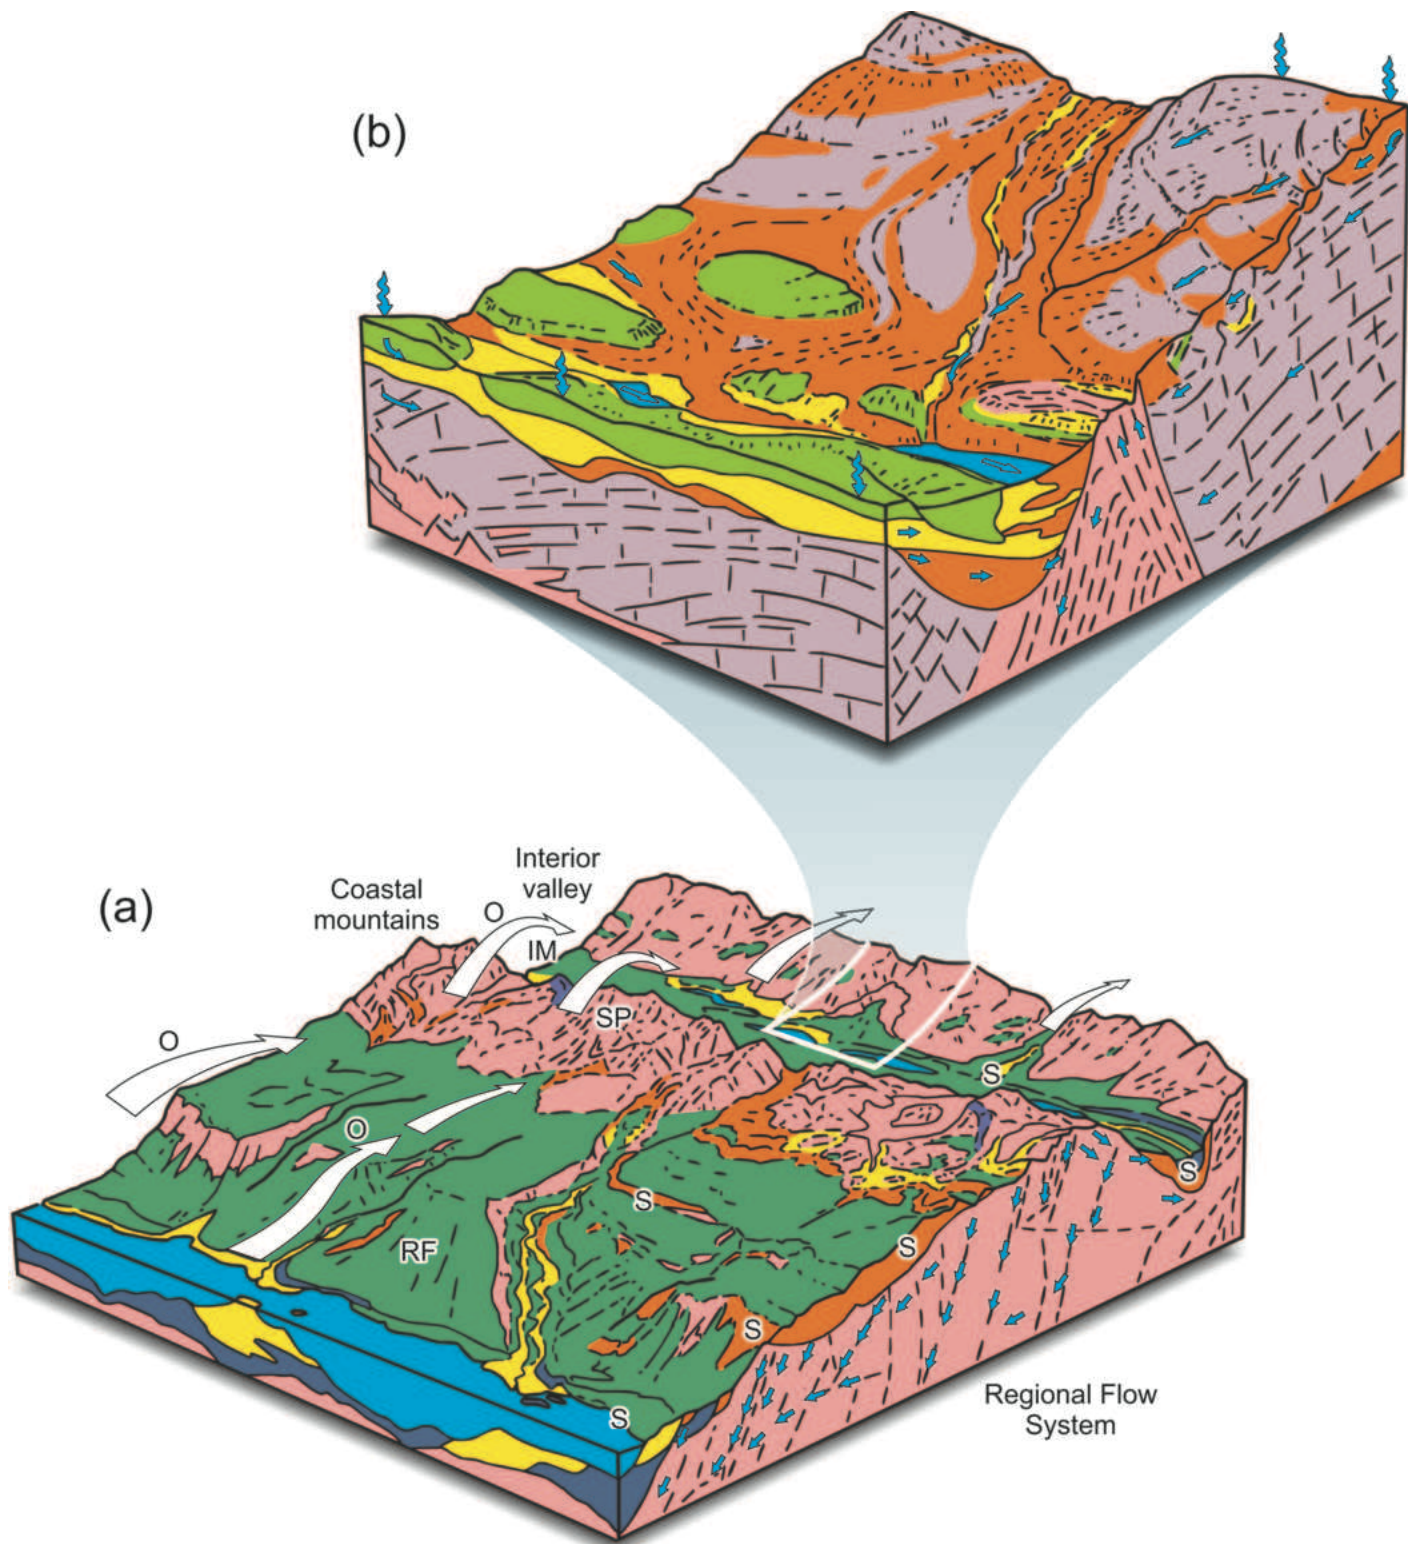 (b)
Interior
valley
Coastal
mountains
(a)
O
IM
SP
O
S
O
S
S
RF
S
S
Regional Flow
System
S